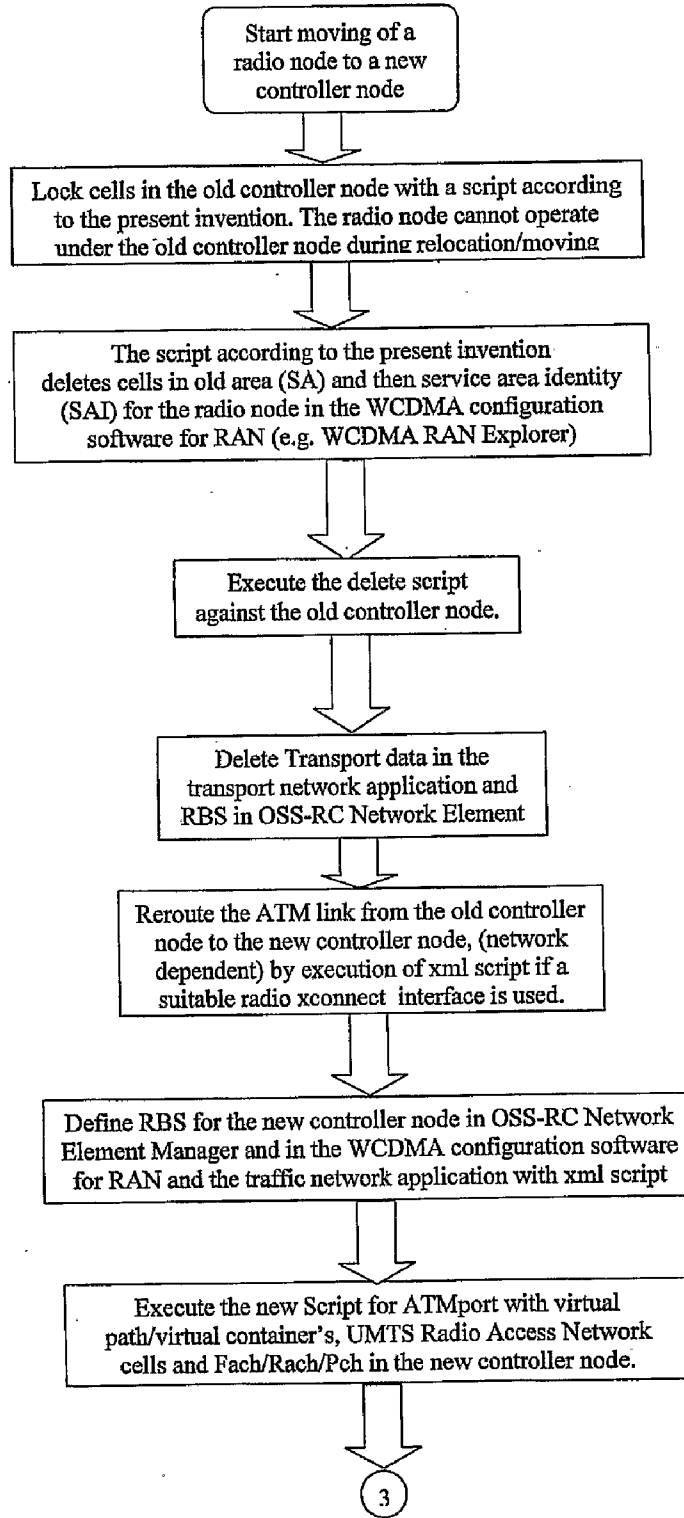 Start moving of a
radio node to a new
controller node
Lock cells in the old controller node with a script according
to the present invention. The radio node cannot operate
under the old controller node during relocation/moving
The script according to the present invention
deletes cells in old area (SA) and then service area identity
(SAI) for the radio node in the WCDMA configuration
software for RAN (e.g. WCDMA RAN Explorer)
Execute the delete script
against the old controller node.
Delete Transport data in the
transport network application and
RBS in OSS-RC Network Element
Reroute the ATM link from the old controller
node to the new controller node, (network
dependent) by execution of xml script if a
suitable radio xconnect interface is used.
Define RBS for the new controller node in OSS-RC Network
Element Manager and in the WCDMA configuration software
for RAN and the traffic network application with xml script
Execute the new Script for ATMport with virtual
path/virtual container's, UMTS Radio Access Network
cells and Fach/Rach/Pch in the new controller node.
3